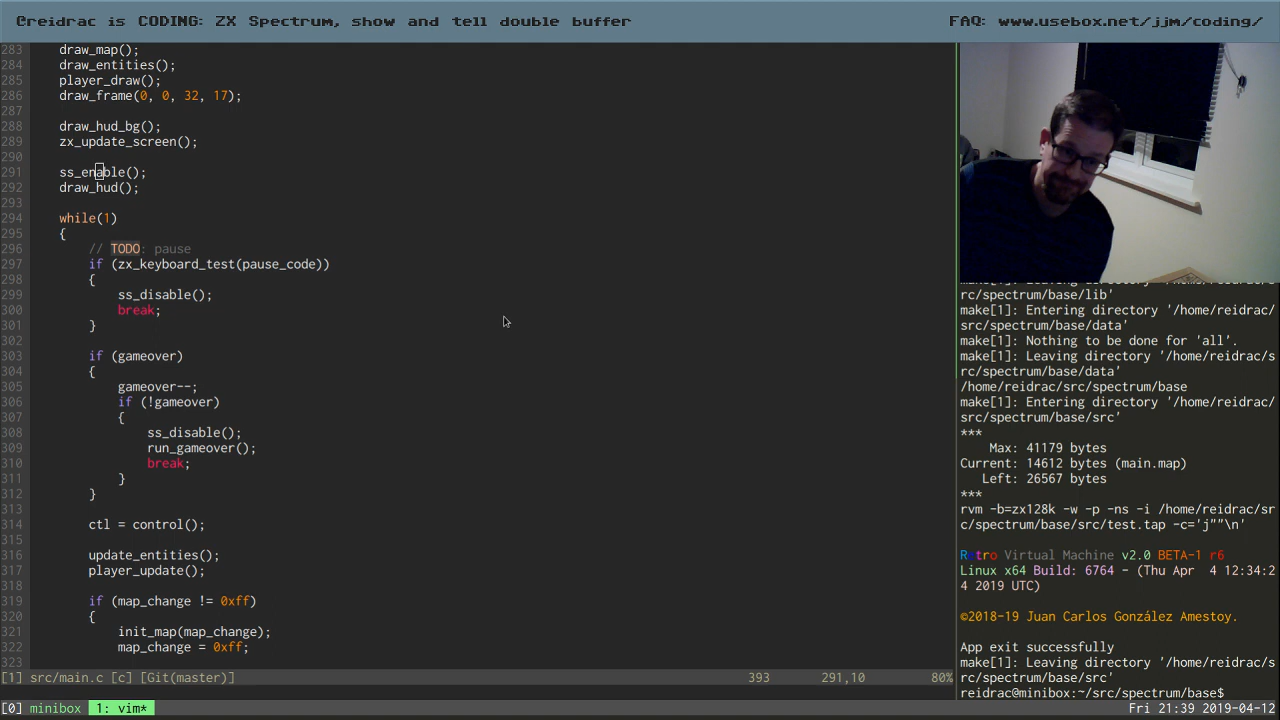 @reidrac is CODING: ZX Spectrum, show and tell double buffer
FAQ: www.usebox.net/jjm/coding/
283 draw_map();
284 draw_entities();
285 player_draw();
286 draw_frame(0, 0, 32, 17);
287
288 draw_hud_bg();
289 zx_update_screen();
290
291 ss_enable();
292 draw_hud();
293
294 while(1)
295 {
296 // TODO: pause
297 if (zx_keyboard_test(pause_code))
298 {
299 ss_disable();
300 break;
301 }
302
303 if (gameover)
304 {
305 gameover--;
306 if (!gameover)
307 {
308 ss_disable();
309 run_gameover();
310 break;
311 }
312 }
313
314 ctl = control();
315
316 update_entities();
317 player_update();
318
319 if (map_change != 0xff)
320 {
321 init_map(map_change);
322 map_change = 0xff;
323
[1] src/main.c [c] [Git(master)] 393 291,10 80%
make[1]: Leaving directory '/home/reidrac/s
rc/spectrum/base/lib'
make[1]: Entering directory '/home/reidrac/
src/spectrum/base/data'
make[1]: Nothing to be done for 'all'.
make[1]: Leaving directory '/home/reidrac/s
rc/spectrum/base/data'
/home/reidrac/src/spectrum/base
make[1]: Entering directory '/home/reidrac/
src/spectrum/base/src'
***
Max: 41179 bytes
Current: 14612 bytes (main.map)
Left: 26567 bytes
***
rvm -b=zx128k -w -p -ns -i /home/reidrac/sr
c/spectrum/base/src/test.tap -c='j""\n'
Retro Virtual Machine v2.0 BETA-1 r6
Linux x64 Build: 6764 - (Thu Apr 4 12:34:2
4 2019 UTC)
©2018-19 Juan Carlos González Amestoy.
App exit successfully
make[1]: Leaving directory '/home/reidrac/s
rc/spectrum/base/src'
reidrac@minibox:~/src/spectrum/base$
[0] minibox 1: vim* Fri 21:39 2019-04-12